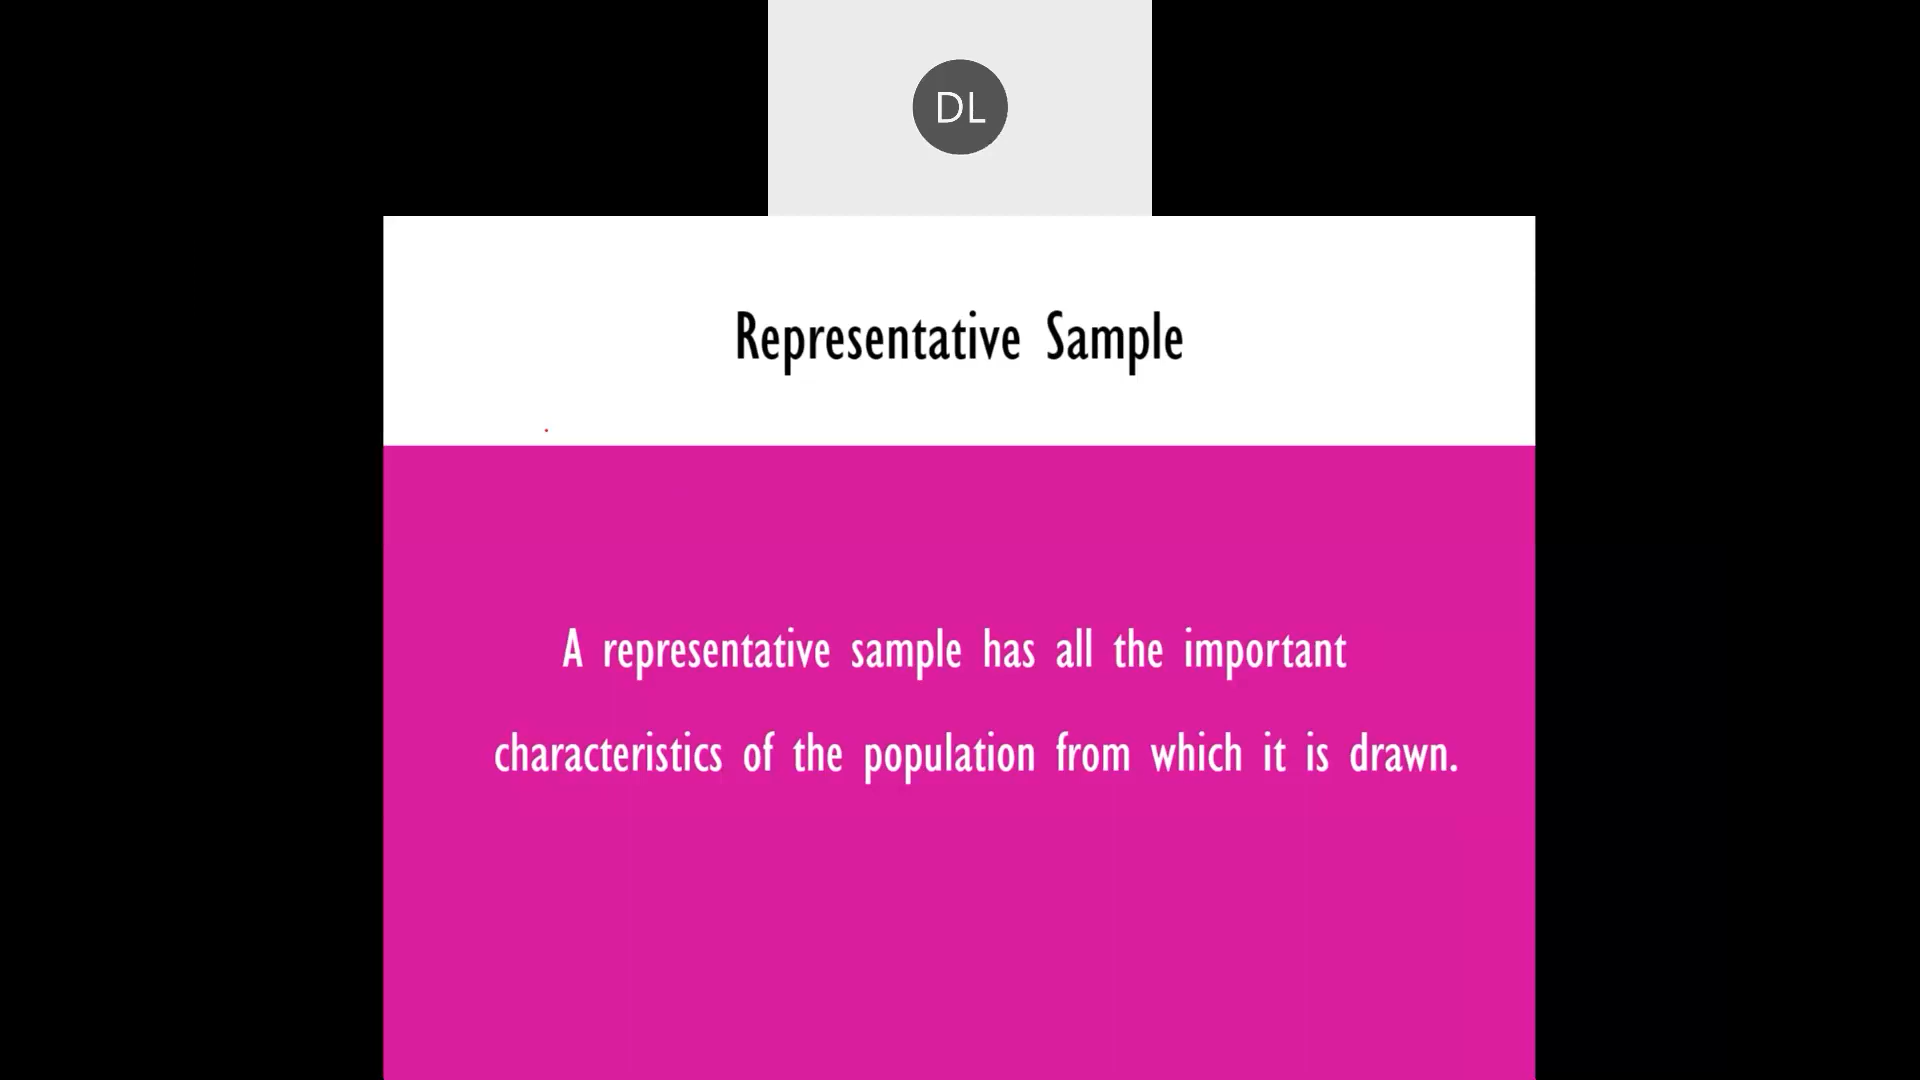 DL
Representative Sample
A representative sample has all the important
characteristics of the population from which it is drawn.